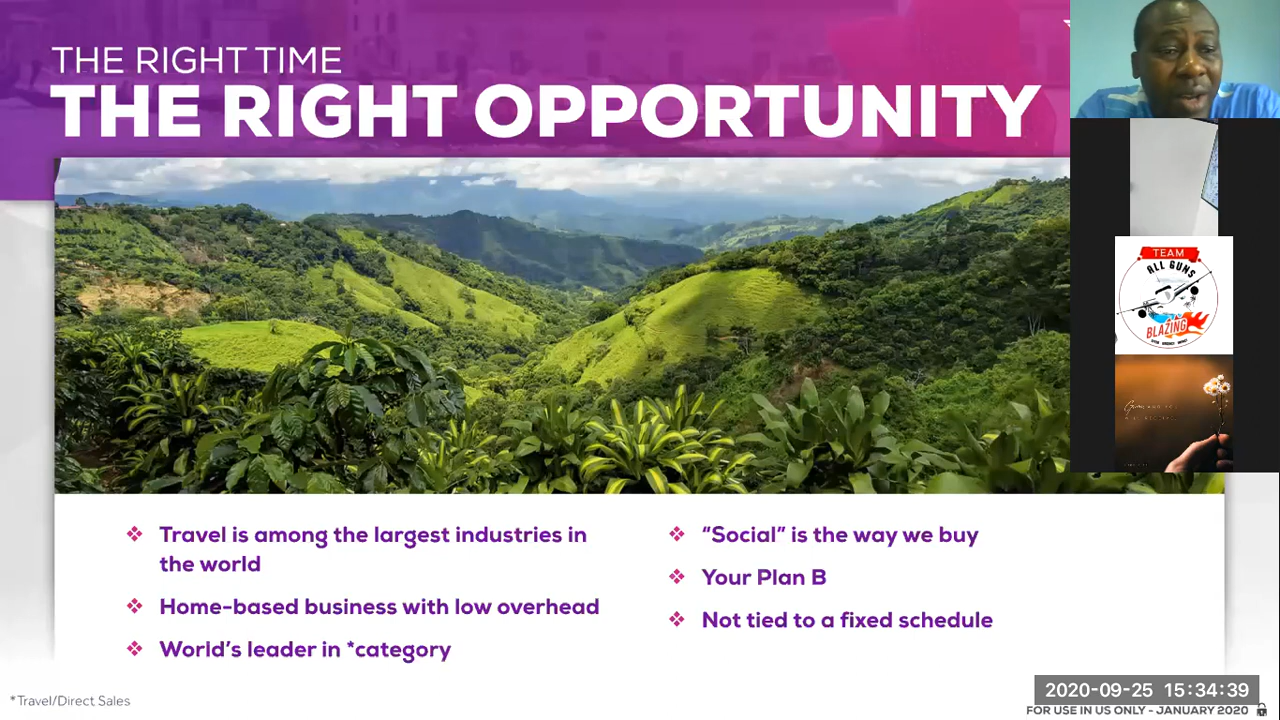 THE RIGHT TIME
THE RIGHT OPPORTUNITY
TEAM
ALL GUNS
BLAZING
❖ Travel is among the largest industries in
the world
❖ Home-based business with low overhead
❖ World's leader in *category
❖ “Social” is the way we buy
❖ Your Plan B
❖ Not tied to a fixed schedule
*Travel/Direct Sales
2020-09-25 15:34:39
FOR USE IN US ONLY - JANUARY 2020